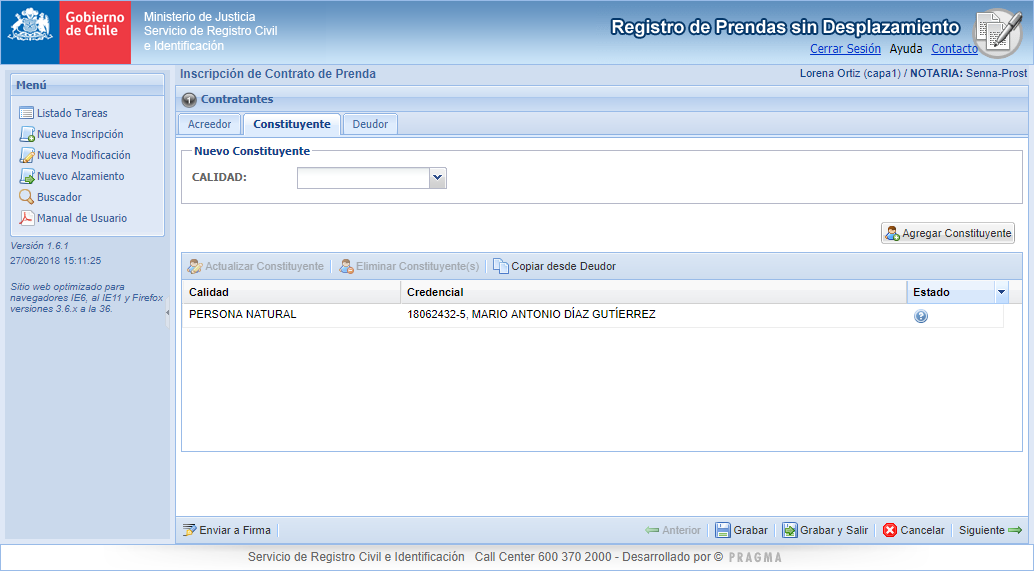 Gobierno
de Chile
Ministerio de Justicia
Servicio de Registro Civil
e Identificación
Registro de Prendas sin Desplazamiento
Cerrar Sesión Ayuda Contacto
Menú
Listado Tareas
Nueva Inscripción
Nueva Modificación
Nuevo Alzamiento
Buscador
Manual de Usuario
Versión 1.6.1
27/06/2018 15:11:25
Sitio web optimizado para
navegadores IE6, al IE11 y Firefox
versiones 3.6.x a la 36.
Inscripción de Contrato de Prenda
Lorena Ortiz (capa1) / NOTARIA: Senna-Prost
1 Contratantes
Acreedor Constituyente Deudor
Nuevo Constituyente
CALIDAD:
Agregar Constituyente
Actualizar Constituyente Eliminar Constituyente(s) Copiar desde Deudor
Calidad Credencial Estado
PERSONA NATURAL 18062432-5, MARIO ANTONIO DÍAZ GUTÍERREZ
Enviar a Firma Anterior Grabar Grabar y Salir Cancelar Siguiente
Servicio de Registro Civil e Identificación Call Center 600 370 2000 - Desarrollado por © PRAGMA